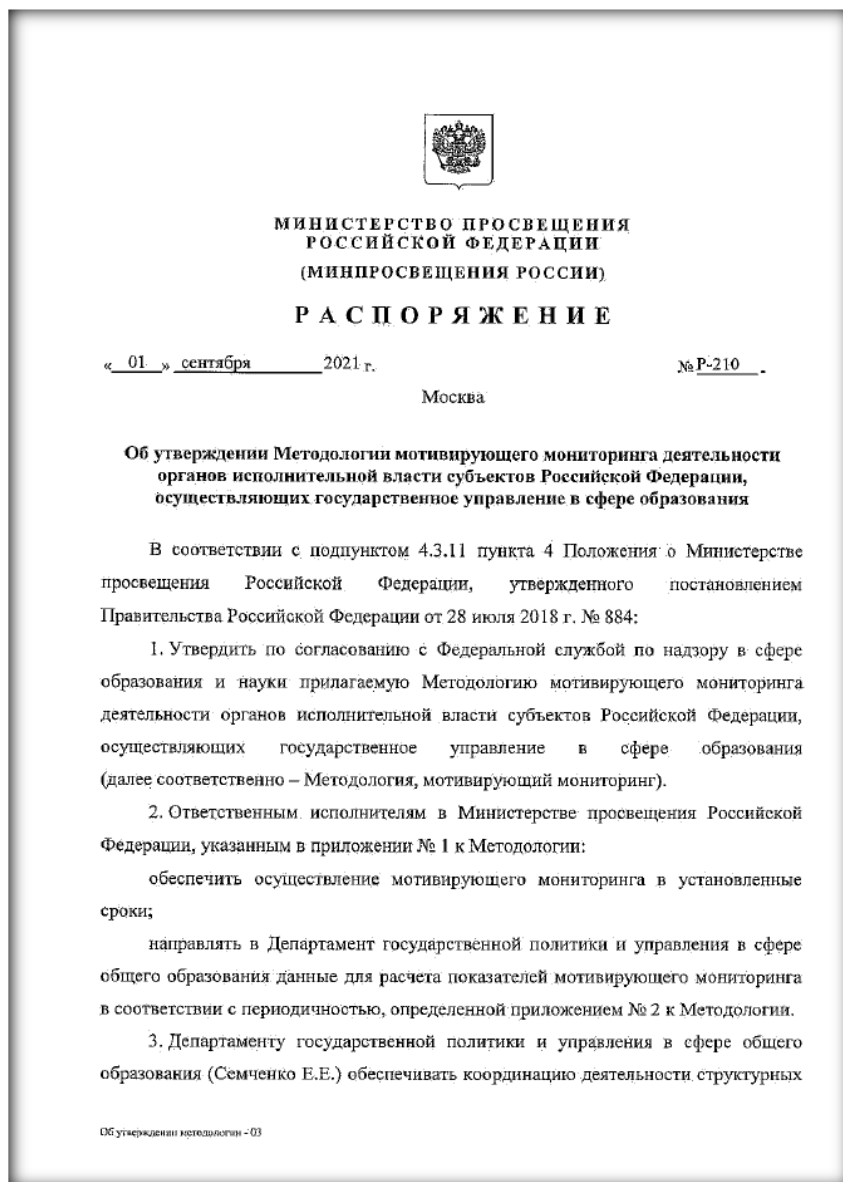 МИНИСТЕРСТВО ПРОСВЕЩЕНИЯ
РОССИЙСКОЙ ФЕДЕРАЦИИ
(МИНПРОСВЕЩЕНИЯ РОССИИ)
РАСПОРЯЖЕНИЕ
« 01 » сентября 2021 г. № Р-210
Москва
Об утверждении Методологии мотивирующего мониторинга деятельности
органов исполнительной власти субъектов Российской Федерации,
осуществляющих государственное управление в сфере образования
В соответствии с подпунктом 4.3.11 пункта 4 Положения о Министерстве
просвещения Российской Федерации, утвержденного постановлением
Правительства Российской Федерации от 28 июля 2018 г. № 884:
1. Утвердить по согласованию с Федеральной службой по надзору в сфере
образования и науки прилагаемую Методологию мотивирующего мониторинга
деятельности органов исполнительной власти субъектов Российской Федерации,
осуществляющих государственное управление в сфере образования
(далее соответственно – Методология, мотивирующий мониторинг).
2. Ответственным исполнителям в Министерстве просвещения Российской
Федерации, указанным в приложении № 1 к Методологии:
обеспечить осуществление мотивирующего мониторинга в установленные
сроки;
направлять в Департамент государственной политики и управления в сфере
общего образования данные для расчета показателей мотивирующего мониторинга
в соответствии с периодичностью, определенной приложением № 2 к Методологии.
3. Департаменту государственной политики и управления в сфере общего
образования (Семченко Е.Е.) обеспечивать координацию деятельности структурных
Об утверждении методологии - 03